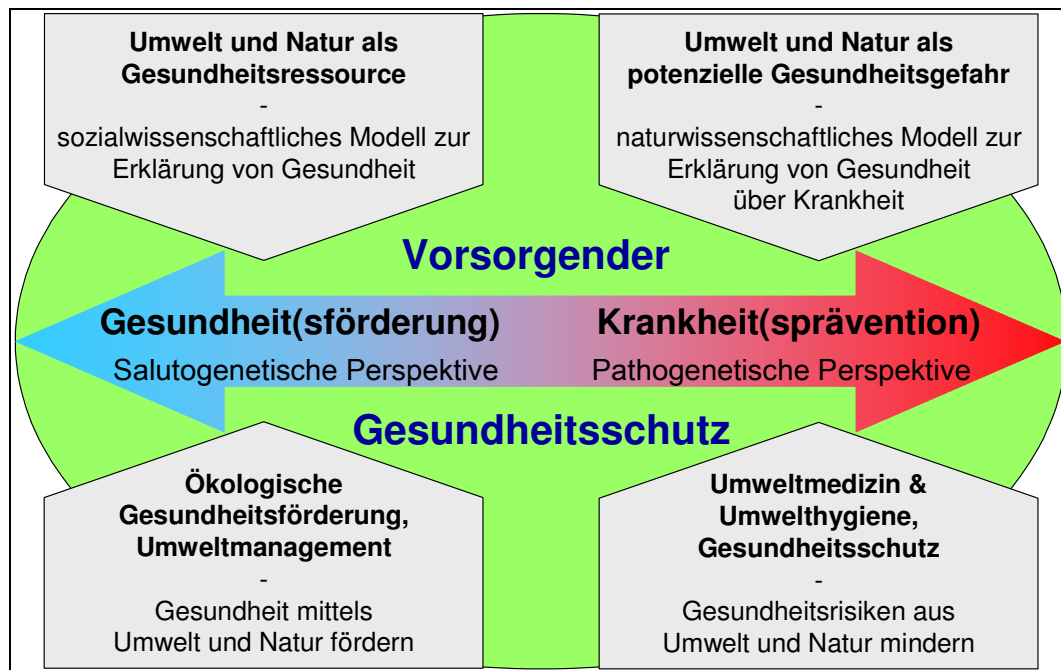 Umwelt und Natur als
Gesundheitsressource
-
sozialwissenschaftliches Modell zur
Erklärung von Gesundheit
Umwelt und Natur als
potenzielle Gesundheitsgefahr
-
naturwissenschaftliches Modell zur
Erklärung von Gesundheit
über Krankheit
Vorsorgender
Gesundheit(sförderung)
Salutogenetische Perspektive
Krankheit(sprävention)
Pathogenetische Perspektive
Gesundheitsschutz
Ökologische
Gesundheitsförderung,
Umweltmanagement
-
Gesundheit mittels
Umwelt und Natur fördern
Umweltmedizin &
Umwelthygiene,
Gesundheitsschutz
-
Gesundheitsrisiken aus
Umwelt und Natur mindern